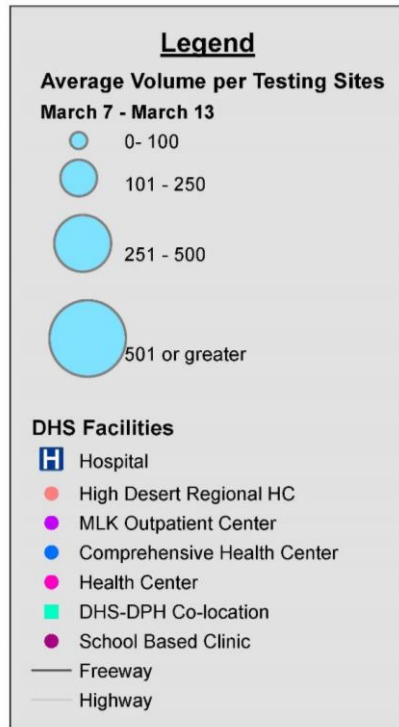 Legend
Average Volume per Testing Sites
March 7 - March 13
0- 100
101 - 250
251 - 500
501 or greater
DHS Facilities
H Hospital
High Desert Regional HC
MLK Outpatient Center
Comprehensive Health Center
Health Center
DHS-DPH Co-location
School Based Clinic
Freeway
Highway